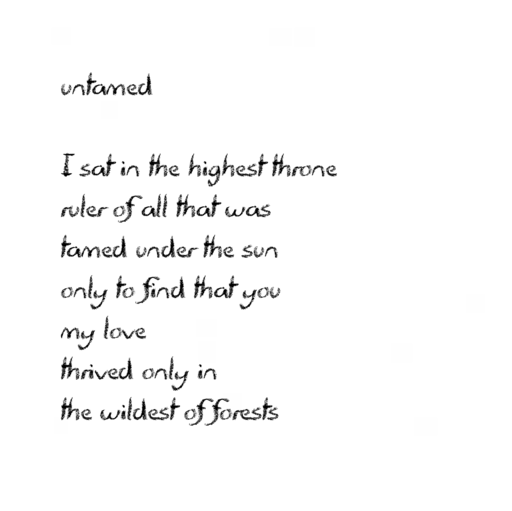 untamed
I sat in the highest throne
ruler of all that was
tamed under the sun
only to find that you
my love
thrived only in
the wildest of forests